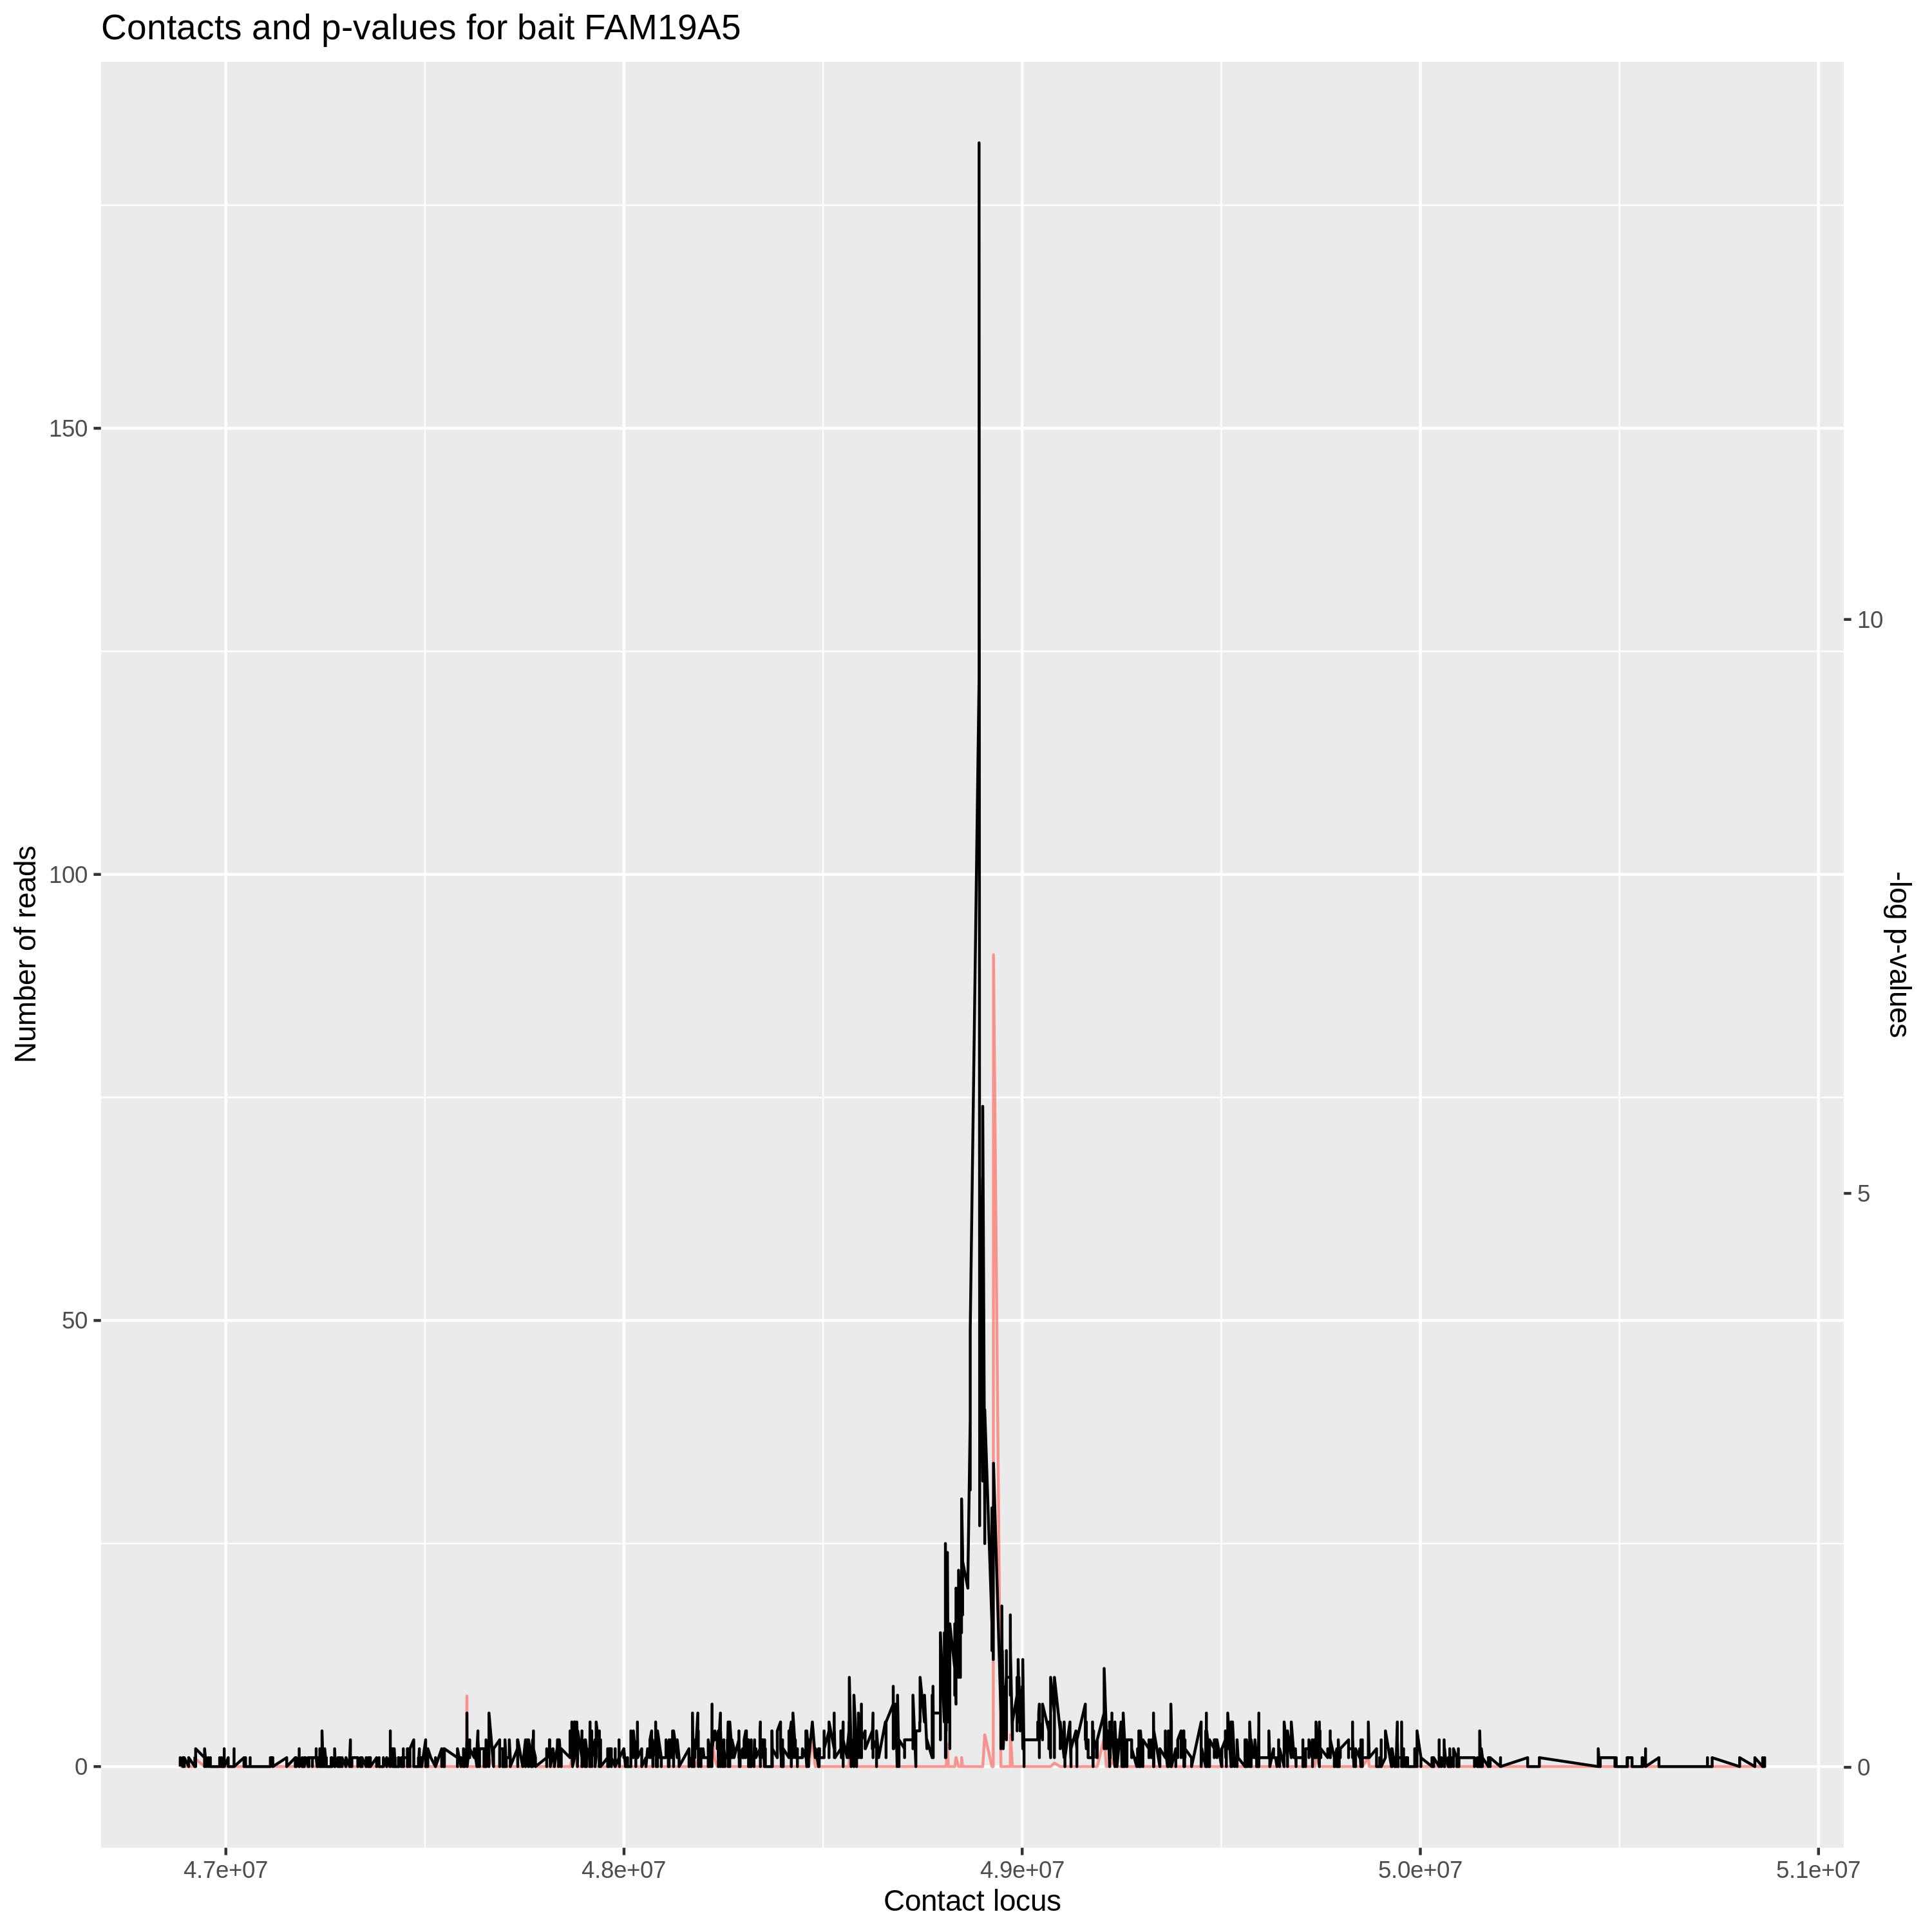 Contacts and p-values for bait FAM19A5
Number of reads
150
100
50
0
10
5
0
-log p-values
4.7e+07
4.8e+07
4.9e+07
5.0e+07
5.1e+07
Contact locus